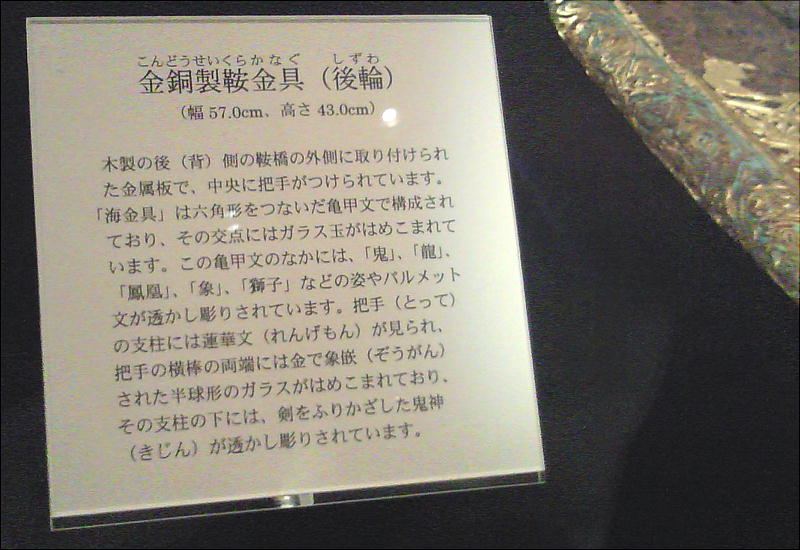 こんどうせいくらかなぐ しずわ
金銅製鞍金具（後輪）
（幅 57.0cm、高さ 43.0cm）
木製の後（背）側の鞍橋の外側に取り付けられ
た金属板で、中央に把手がつけられています。
「海金具」は六角形をつないだ亀甲文で構成され
ており、その交点にはガラス玉がはめこまれて
います。この亀甲文のなかには、「鬼」、「龍」、
「鳳凰」、「象」、「獅子」などの姿やパルメット
文が透かし彫りされています。把手（とって）
の支柱には蓮華文（れんげもん）が見られ、
把手の横棒の両端には金で象嵌（ぞうがん）
された半球形のガラスがはめこまれており、
その支柱の下には、剣をふりかざした鬼神
（きじん）が透かし彫りされています。